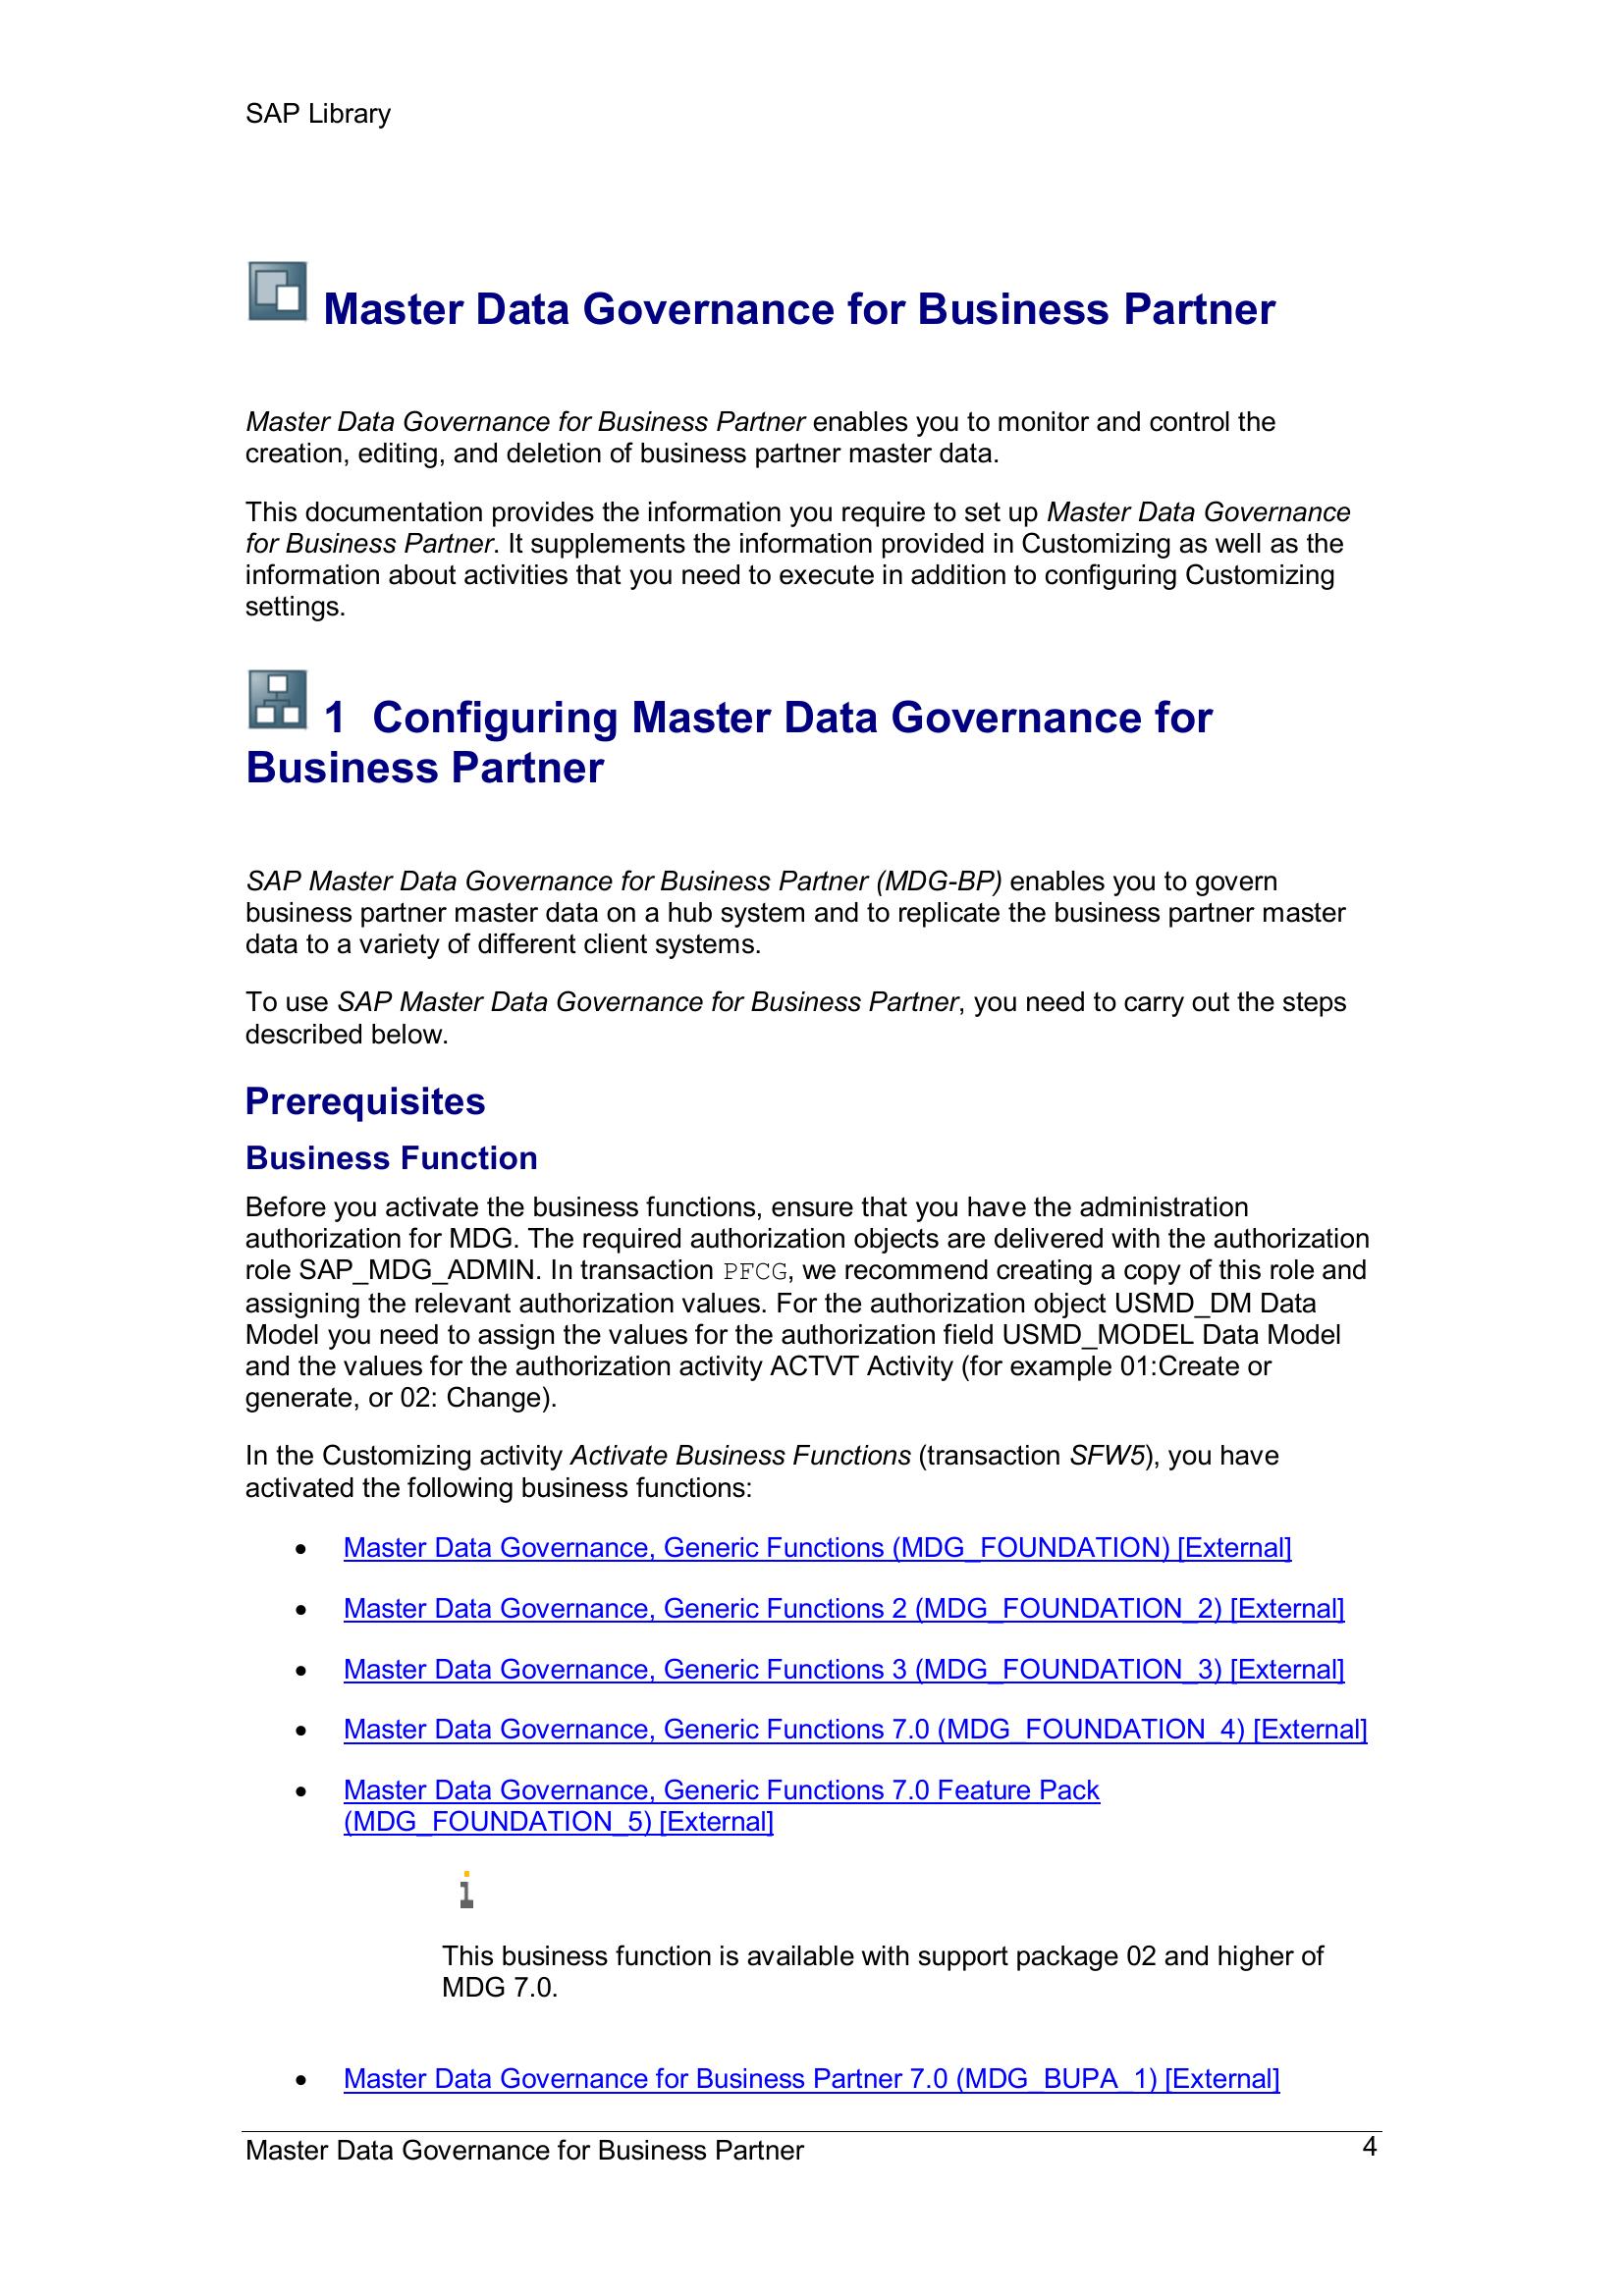 SAP Library
Master Data Governance for Business Partner
Master Data Governance for Business Partner enables you to monitor and control the
creation, editing, and deletion of business partner master data.
This documentation provides the information you require to set up Master Data Governance
for Business Partner. It supplements the information provided in Customizing as well as the
information about activities that you need to execute in addition to configuring Customizing
settings.
1 Configuring Master Data Governance for
Business Partner
SAP Master Data Governance for Business Partner (MDG-BP) enables you to govern
business partner master data on a hub system and to replicate the business partner master
data to a variety of different client systems.
To use SAP Master Data Governance for Business Partner, you need to carry out the steps
described below.
Prerequisites
Business Function
Before you activate the business functions, ensure that you have the administration
authorization for MDG. The required authorization objects are delivered with the authorization
role SAP_MDG_ADMIN. In transaction PFCG, we recommend creating a copy of this role and
assigning the relevant authorization values. For the authorization object USMD_DM Data
Model you need to assign the values for the authorization field USMD_MODEL Data Model
and the values for the authorization activity ACTVT Activity (for example 01:Create or
generate, or 02: Change).
In the Customizing activity Activate Business Functions (transaction SFW5), you have
activated the following business functions:
• Master Data Governance, Generic Functions (MDG_FOUNDATION) [External]
• Master Data Governance, Generic Functions 2 (MDG_FOUNDATION_2) [External]
• Master Data Governance, Generic Functions 3 (MDG_FOUNDATION_3) [External]
• Master Data Governance, Generic Functions 7.0 (MDG_FOUNDATION_4) [External]
• Master Data Governance, Generic Functions 7.0 Feature Pack
(MDG_FOUNDATION_5) [External]
This business function is available with support package 02 and higher of
MDG 7.0.
• Master Data Governance for Business Partner 7.0 (MDG_BUPA_1) [External]
Master Data Governance for Business Partner 4